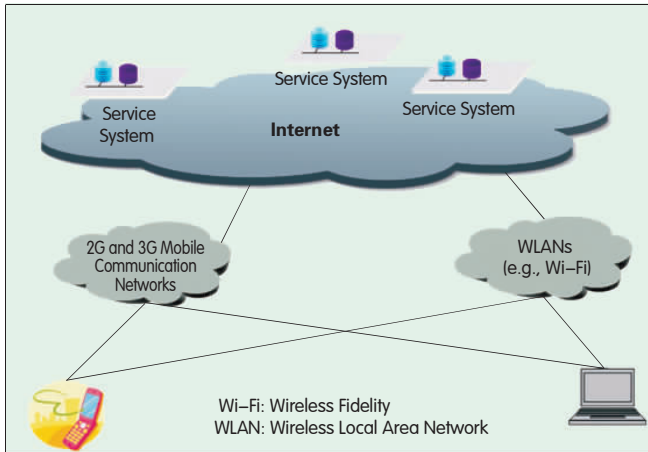 Service System
Service
System
Service System
Internet
2G and 3G Mobile
Communication
Networks
WLANs
(e.g., Wi–Fi)
Wi–Fi: Wireless Fidelity
WLAN: Wireless Local Area Network